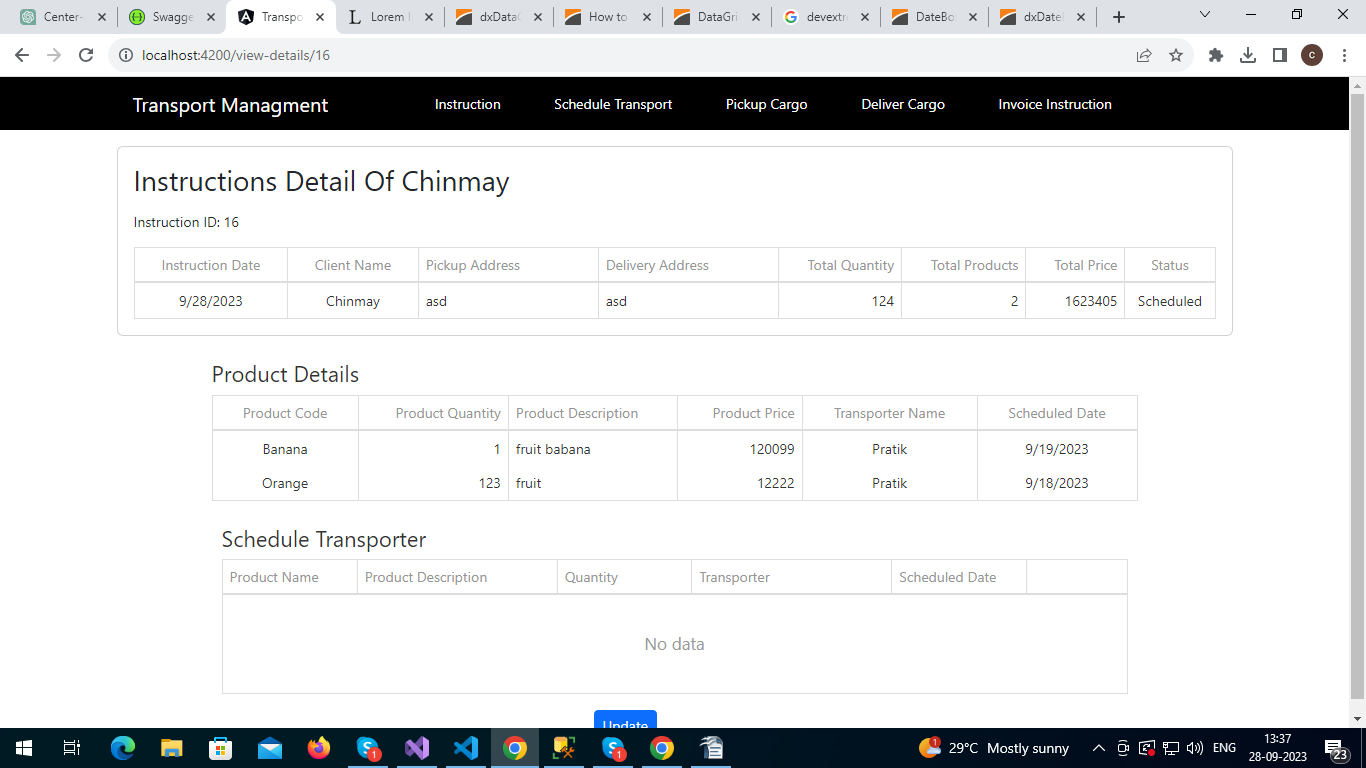 Center- Swagge Transpo Lorem dxData How to DataGri devextr DateBo dxDate
localhost:4200/view-details/16 c
Transport Managment Instruction Schedule Transport Pickup Cargo Deliver Cargo Invoice Instruction
Instructions Detail Of Chinmay
Instruction ID: 16
Instruction Date Client Name Pickup Address Delivery Address Total Quantity Total Products Total Price Status
9/28/2023 Chinmay asd asd 124 2 1623405 Scheduled
Product Details
Product Code Product Quantity Product Description Product Price Transporter Name Scheduled Date
Banana 1 fruit babana 120099 Pratik 9/19/2023
Orange 123 fruit 12222 Pratik 9/18/2023
Schedule Transporter
Product Name Product Description Quantity Transporter Scheduled Date
No data
Update
1 1 1 29°C Mostly sunny ENG 13:37
28-09-2023 23